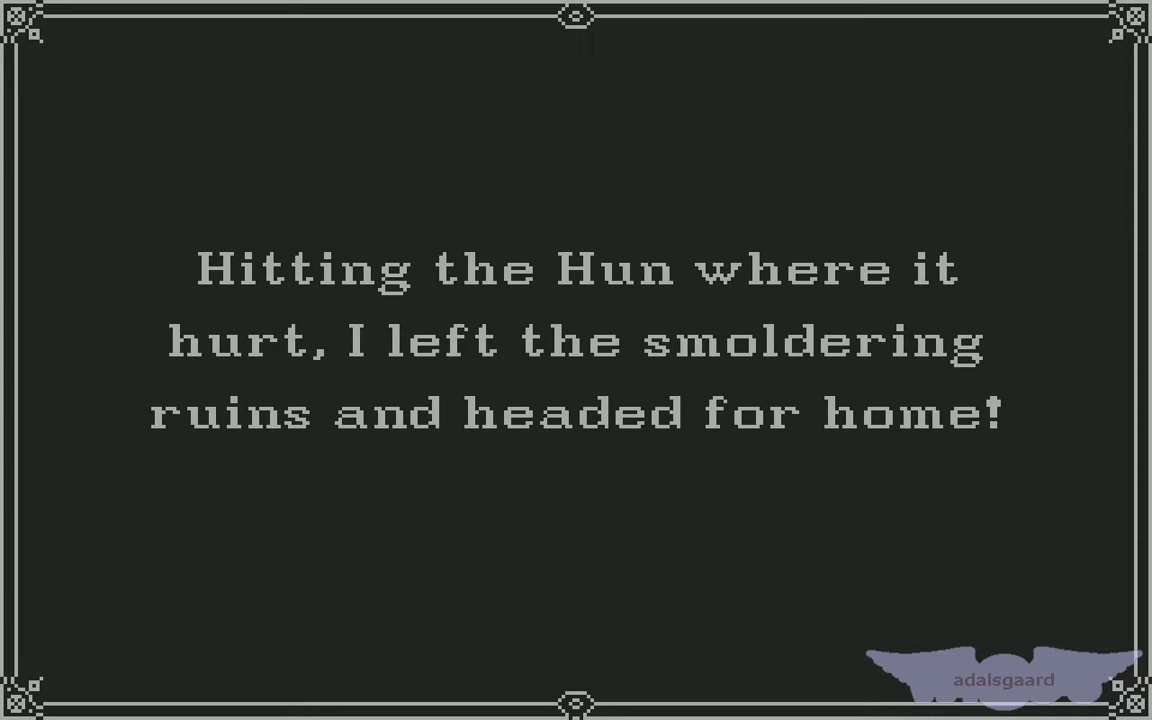 Hitting the Hun where it
hurt, I left the smoldering
ruins and headed for home!
adalsgaard